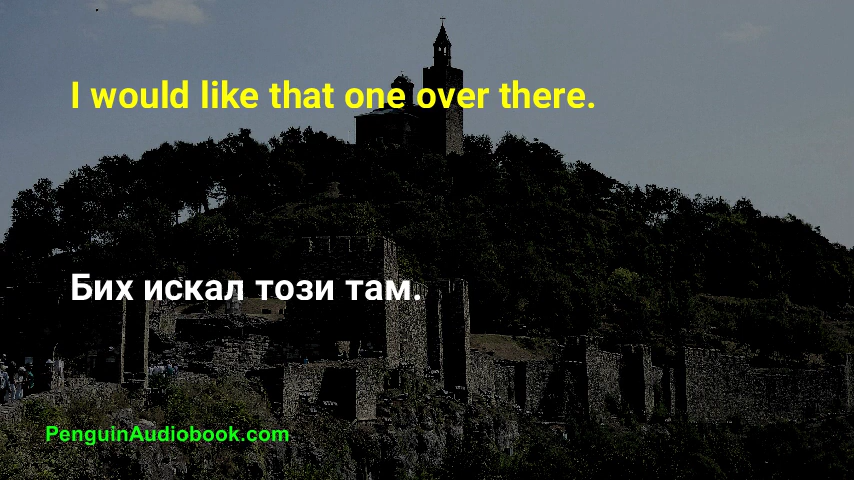 I would like that one over there.
Бих искал този там.
PenguinAudiobook.com